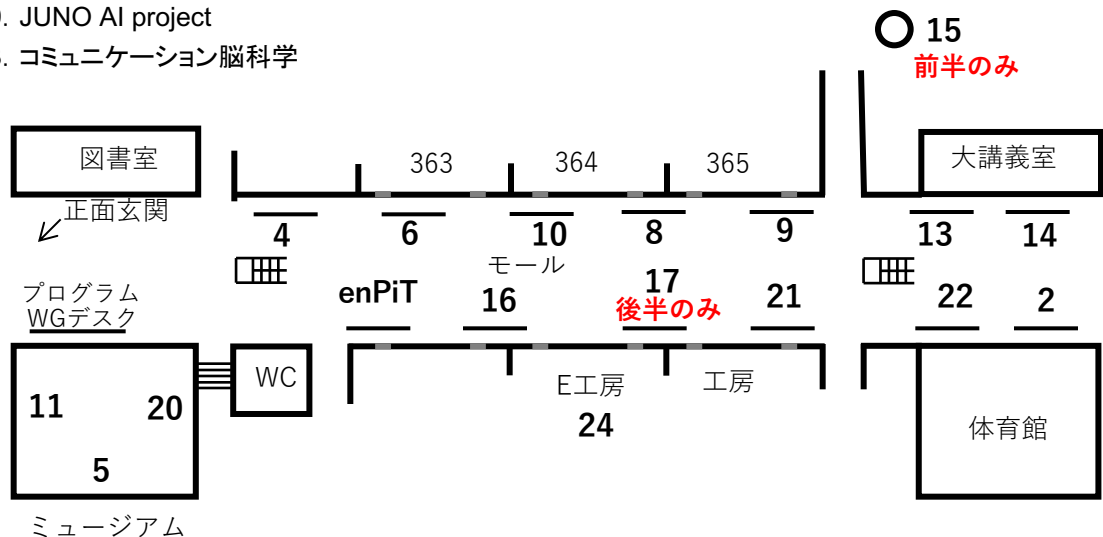 . JUNO AI project
. コミュニケーション脳科学
15
前半のみ
図書室
363
364
365
大講義室
正面玄関
4
6
10
8
9
13
14
モール
プログラム
WGデスク
enPiT
16
17
後半のみ
21
22
2
WC
E工房
工房
11
20
24
体育館
5
ミュージアム